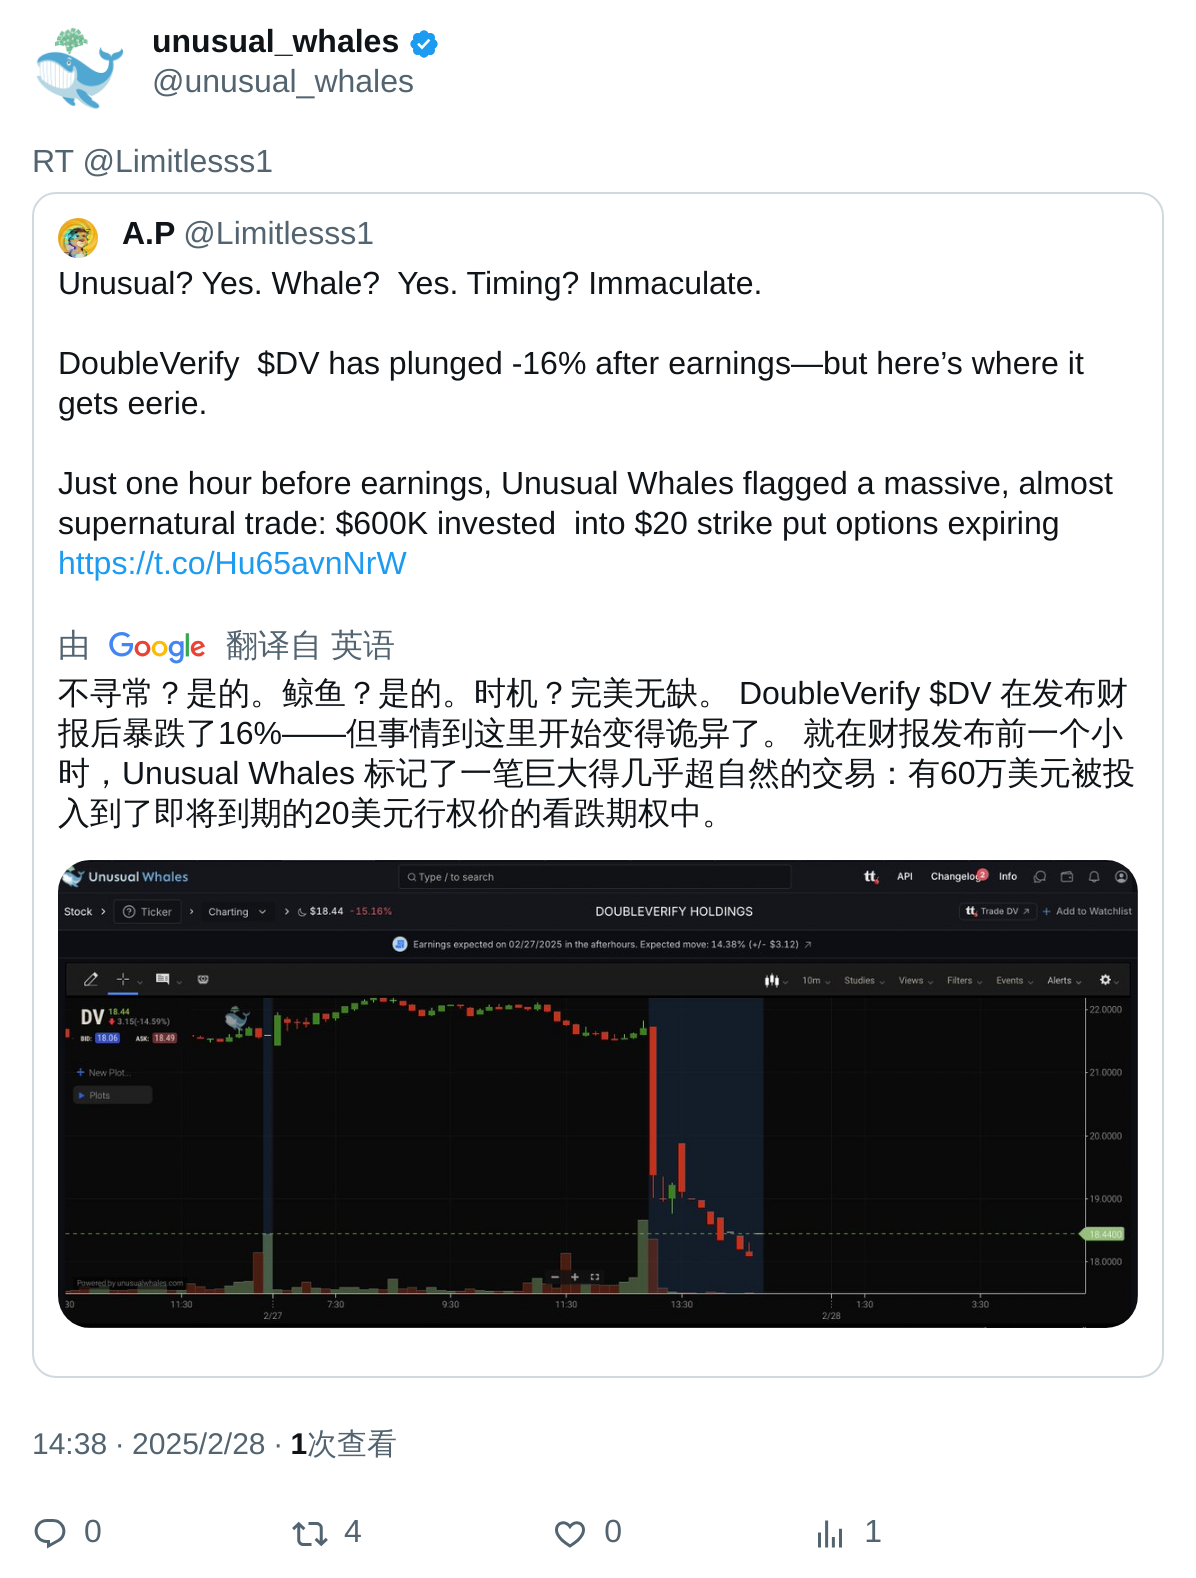 unusual_whales
@unusual_whales
RT @Limitlesss1
A.P @Limitlesss1
Unusual? Yes. Whale?  Yes. Timing? Immaculate.
DoubleVerify  $DV has plunged -16% after earnings—but here’s where it
gets eerie.
Just one hour before earnings, Unusual Whales flagged a massive, almost
supernatural trade: $600K invested  into $20 strike put options expiring
https://t.co/Hu65avnNrW
由 Google 翻译自 英语
不寻常？是的。鲸鱼？是的。时机？完美无缺。 DoubleVerify $DV 在发布财
报后暴跌了16%——但事情到这里开始变得诡异了。 就在财报发布前一个小
时，Unusual Whales 标记了一笔巨大得几乎超自然的交易：有60万美元被投
入到了即将到期的20美元行权价的看跌期权中。
Unusual Whales
Type / to search
tt. API Changelog 2 Info
Stock > Ticker > Charting > $18.44 -15.16%
DOUBLEVERIFY HOLDINGS
tt. Trade DV ↗ + Add to Watchlist
Earnings expected on 02/27/2025 in the afterhours. Expected move: 14.38% (+/- $3.12) ↗
10m Studies Views Filters Events Alerts
DV 18.44
3.15(-14.59%)
BID: 18.06 ASK: 18.49
+ New Plot...
Plots
22.0000
21.0000
20.0000
19.0000
18.4400
18.0000
Powered by unusualwhales.com
30 11:30 7:30 9:30 11:30 13:30 1:30 3:30
2/27 2/28
14:38 · 2025/2/28 · 1次查看
0 4 0 1